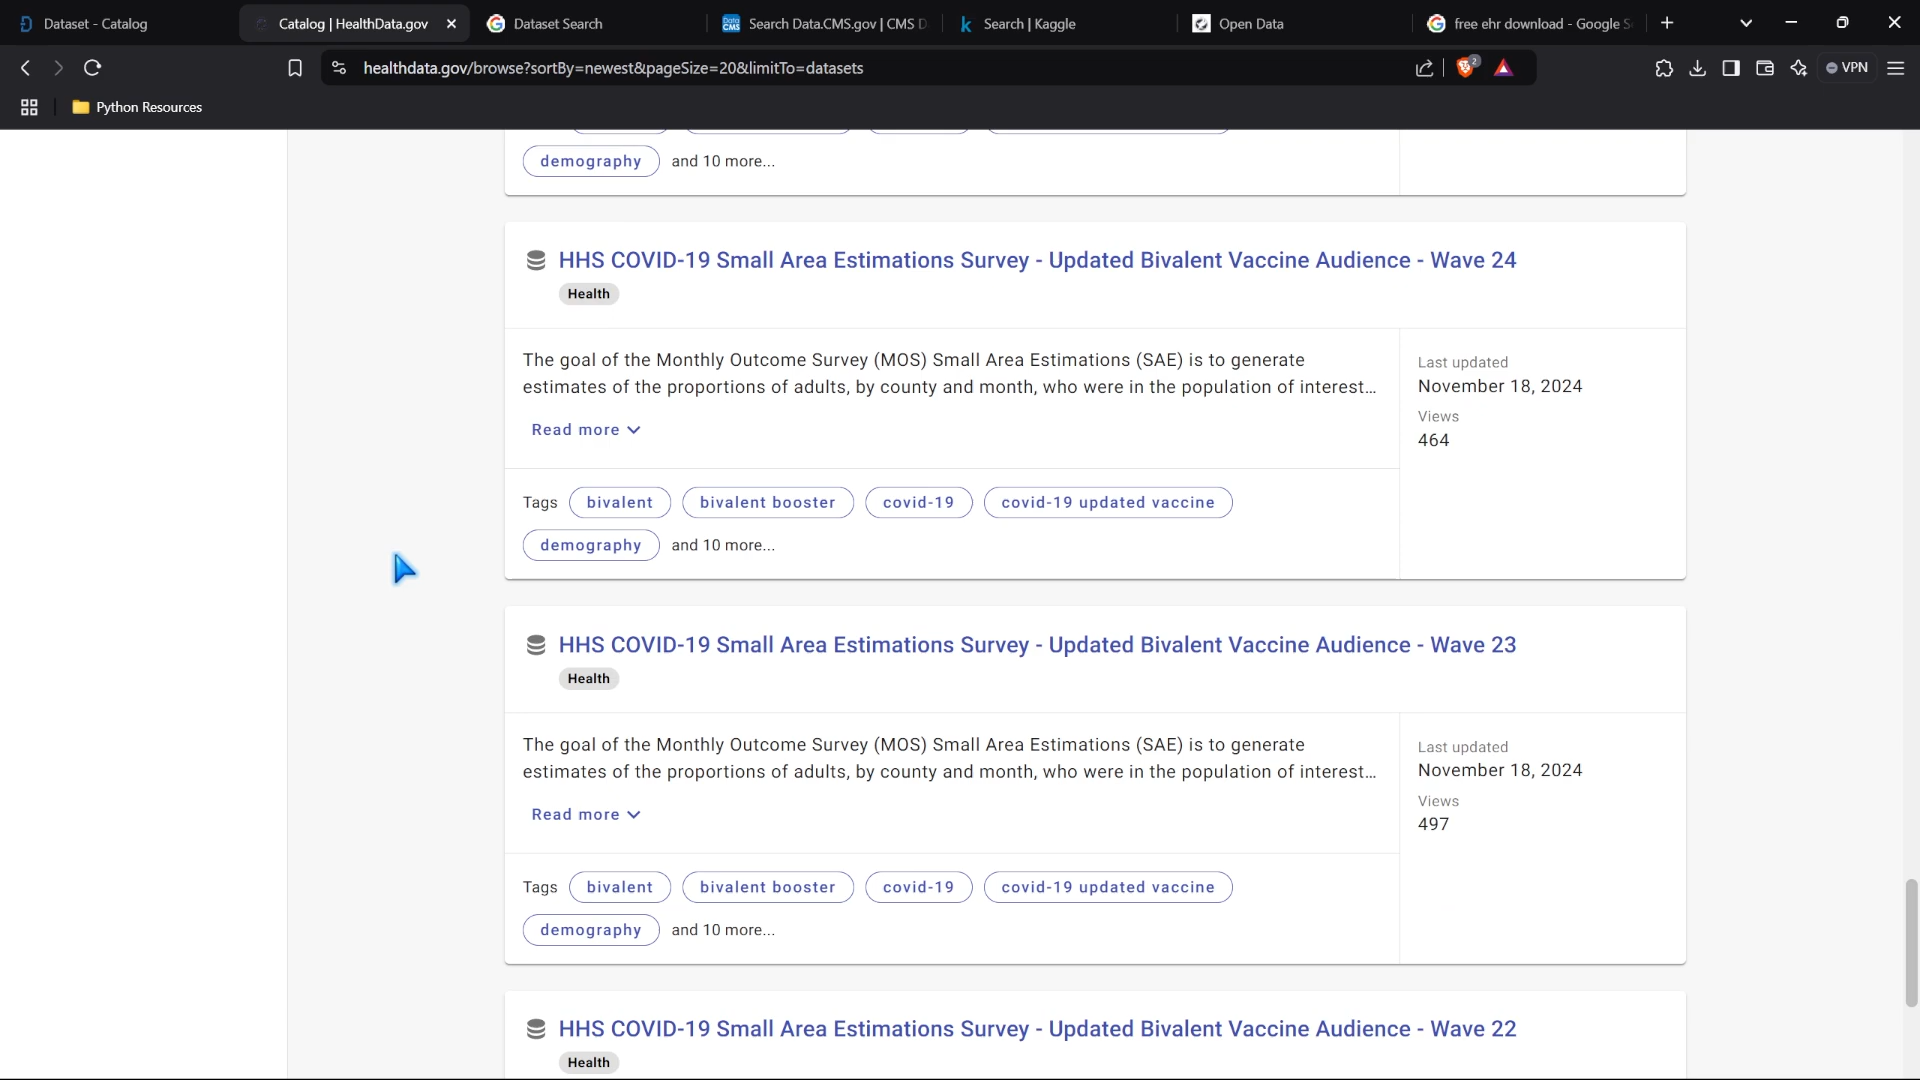 Dataset - Catalog
Catalog | HealthData.gov
Dataset Search
Search Data.CMS.gov | CMS D
Search | Kaggle
Open Data
free ehr download - Google S
healthdata.gov/browse?sortBy=newest&pageSize=20&limitTo=datasets
2
VPN
Python Resources
demography and 10 more...
HHS COVID-19 Small Area Estimations Survey - Updated Bivalent Vaccine Audience - Wave 24
Health
The goal of the Monthly Outcome Survey (MOS) Small Area Estimations (SAE) is to generate
estimates of the proportions of adults, by county and month, who were in the population of interest...
Read more
Last updated
November 18, 2024
Views
464
Tags bivalent bivalent booster covid-19 covid-19 updated vaccine
demography and 10 more...
HHS COVID-19 Small Area Estimations Survey - Updated Bivalent Vaccine Audience - Wave 23
Health
The goal of the Monthly Outcome Survey (MOS) Small Area Estimations (SAE) is to generate
estimates of the proportions of adults, by county and month, who were in the population of interest...
Read more
Last updated
November 18, 2024
Views
497
Tags bivalent bivalent booster covid-19 covid-19 updated vaccine
demography and 10 more...
HHS COVID-19 Small Area Estimations Survey - Updated Bivalent Vaccine Audience - Wave 22
Health